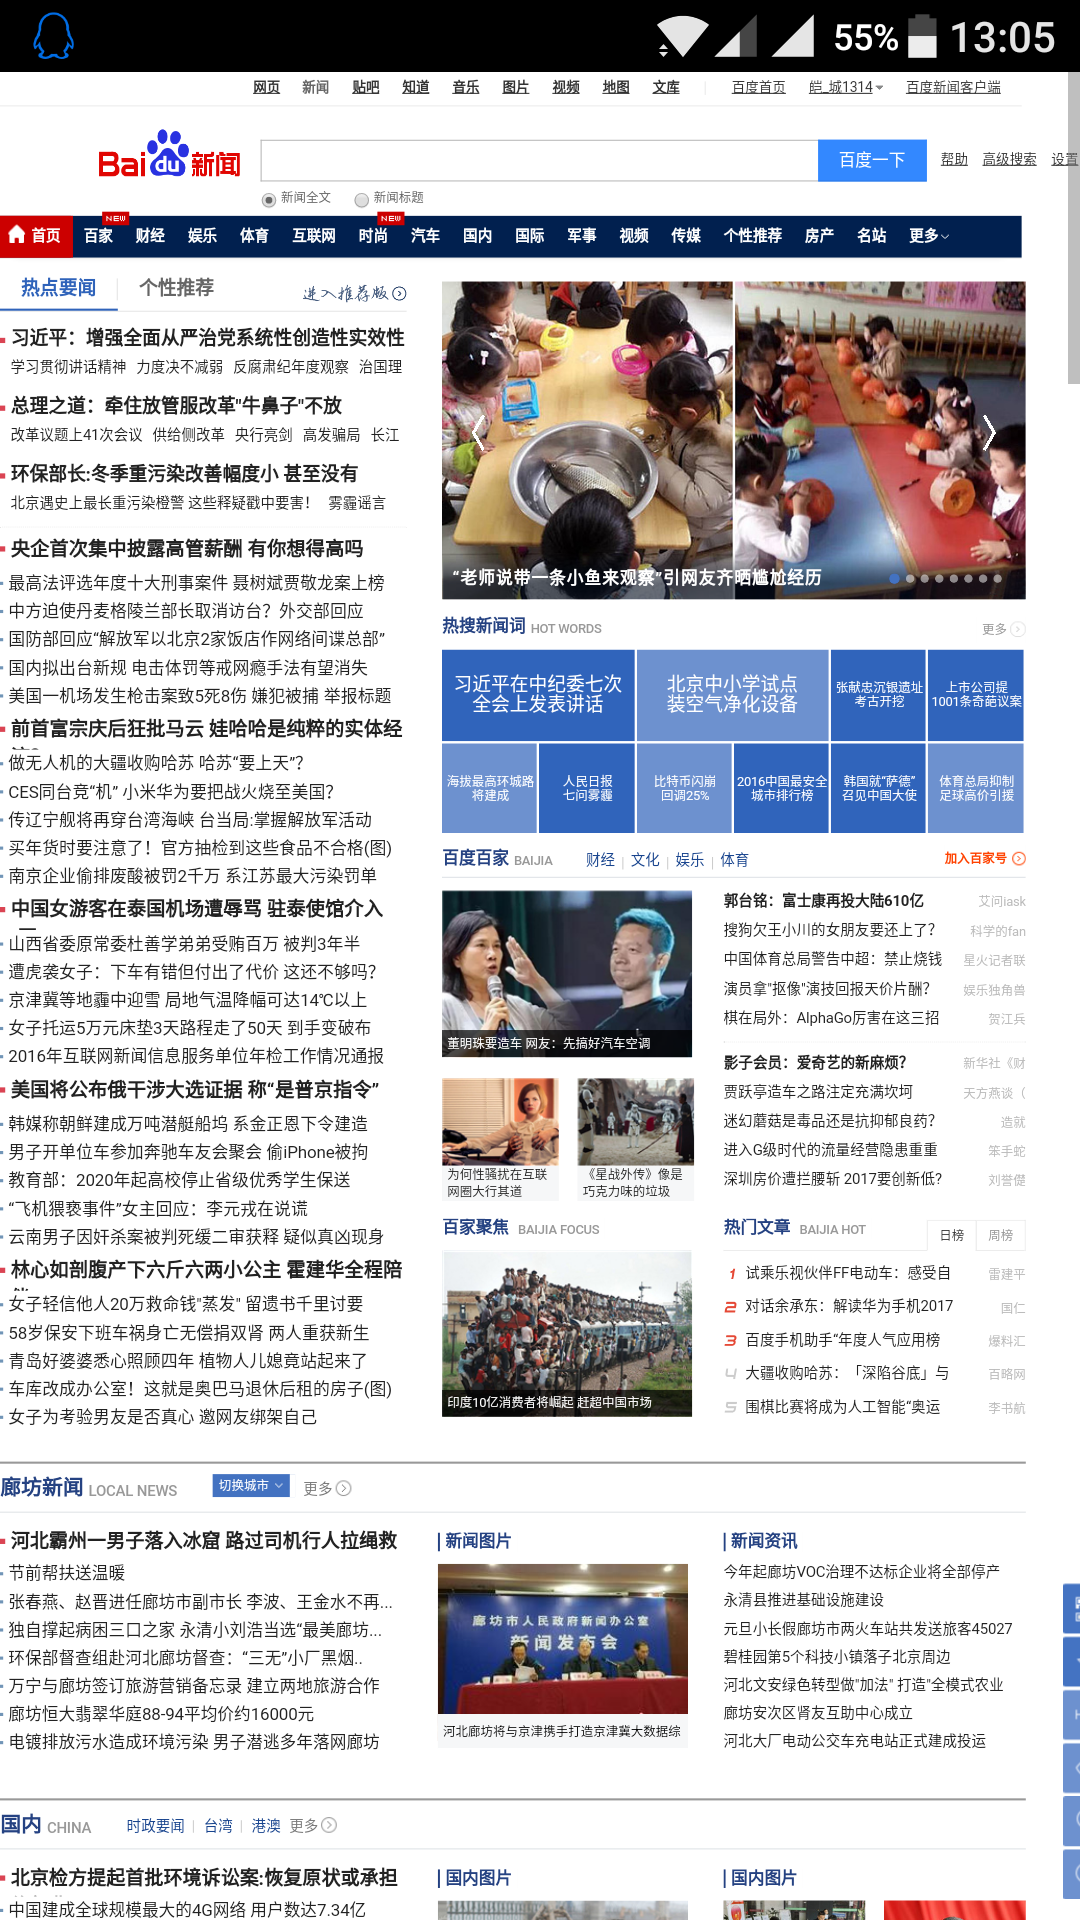 55% 13:05
网页 新闻 贴吧 知道 音乐 图片 视频 地图 文库 百度首页 皑_城1314 百度新闻客户端
Bai du 新闻 百度一下 帮助 高级搜索 设置
新闻全文 新闻标题
NEW NEW
首页 百家 财经 娱乐 体育 互联网 时尚 汽车 国内 国际 军事 视频 传媒 个性推荐 房产 名站 更多
热点要闻 个性推荐 进入推荐版
习近平：增强全面从严治党系统性创造性实效性
学习贯彻讲话精神 力度决不减弱 反腐肃纪年度观察 治国理
总理之道：牵住放管服改革"牛鼻子"不放
改革议题上41次会议 供给侧改革 央行亮剑 高发骗局 长江
环保部长:冬季重污染改善幅度小 甚至没有
北京遇史上最长重污染橙警 这些释疑戳中要害！ 雾霾谣言
央企首次集中披露高管薪酬 有你想得高吗
最高法评选年度十大刑事案件 聂树斌贾敬龙案上榜
中方迫使丹麦格陵兰部长取消访台？外交部回应
国防部回应“解放军以北京2家饭店作网络间谍总部”
国内拟出台新规 电击体罚等戒网瘾手法有望消失
美国一机场发生枪击案致5死8伤 嫌犯被捕 举报标题
前首富宗庆后狂批马云 娃哈哈是纯粹的实体经
做无人机的大疆收购哈苏 哈苏“要上天”？
CES同台竞“机” 小米华为要把战火烧至美国？
传辽宁舰将再穿台湾海峡 台当局:掌握解放军活动
买年货时要注意了！官方抽检到这些食品不合格(图)
南京企业偷排废酸被罚2千万 系江苏最大污染罚单
中国女游客在泰国机场遭辱骂 驻泰使馆介入
山西省委原常委杜善学弟弟受贿百万 被判3年半
遭虎袭女子：下车有错但付出了代价 这还不够吗？
京津冀等地霾中迎雪 局地气温降幅可达14℃以上
女子托运5万元床垫3天路程走了50天 到手变破布
2016年互联网新闻信息服务单位年检工作情况通报
美国将公布俄干涉大选证据 称“是普京指令”
韩媒称朝鲜建成万吨潜艇船坞 系金正恩下令建造
男子开单位车参加奔驰车友会聚会 偷iPhone被拘
教育部：2020年起高校停止省级优秀学生保送
“飞机猥亵事件”女主回应：李元戎在说谎
云南男子因奸杀案被判死缓二审获释 疑似真凶现身
林心如剖腹产下六斤六两小公主 霍建华全程陪
女子轻信他人20万救命钱"蒸发" 留遗书千里讨要
58岁保安下班车祸身亡无偿捐双肾 两人重获新生
青岛好婆婆悉心照顾四年 植物人儿媳竟站起来了
车库改成办公室！这就是奥巴马退休后租的房子(图)
女子为考验男友是否真心 邀网友绑架自己
“老师说带一条小鱼来观察”引网友齐晒尴尬经历
热搜新闻词 HOT WORDS 更多
习近平在中纪委七次
全会上发表讲话
北京中小学试点
装空气净化设备
张献忠沉银遗址
考古开挖
上市公司提
1001条奇葩议案
海拔最高环城路
将建成
人民日报
七问雾霾
比特币闪崩
回调25%
2016中国最安全
城市排行榜
韩国就“萨德”
召见中国大使
体育总局抑制
足球高价引援
百度百家 BAIJIA 财经 文化 娱乐 体育 加入百家号
董明珠要造车 网友：先搞好汽车空调
为何性骚扰在互联
网圈大行其道
《星战外传》像是
巧克力味的垃圾
郭台铭：富士康再投大陆610亿 艾问iask
搜狗欠王小川的女朋友要还上了？ 科学的fan
中国体育总局警告中超：禁止烧钱 星火记者联
演员拿"抠像"演技回报天价片酬？ 娱乐独角兽
棋在局外：AlphaGo厉害在这三招 贺江兵
影子会员：爱奇艺的新麻烦？ 新华社《财
贾跃亭造车之路注定充满坎坷 天方燕谈（
迷幻蘑菇是毒品还是抗抑郁良药？ 造就
进入G级时代的流量经营隐患重重 笨手蛇
深圳房价遭拦腰斩 2017要创新低？ 刘誉僽
百家聚焦 BAIJIA FOCUS
印度10亿消费者将崛起 赶超中国市场
热门文章 BAIJIA HOT 日榜 周榜
1 试乘乐视伙伴FF电动车：感受自 雷建平
2 对话余承东：解读华为手机2017 国仁
3 百度手机助手“年度人气应用榜 爆料汇
4 大疆收购哈苏：「深陷谷底」与 百略网
5 围棋比赛将成为人工智能“奥运 李书航
廊坊新闻 LOCAL NEWS 切换城市 更多
河北霸州一男子落入冰窟 路过司机行人拉绳救
节前帮扶送温暖
张春燕、赵晋进任廊坊市副市长 李波、王金水不再...
独自撑起病困三口之家 永清小刘浩当选“最美廊坊...
环保部督查组赴河北廊坊督查：“三无”小厂黑烟..
万宁与廊坊签订旅游营销备忘录 建立两地旅游合作
廊坊恒大翡翠华庭88-94平均价约16000元
电镀排放污水造成环境污染 男子潜逃多年落网廊坊
新闻图片
廊坊市人民政府新闻办公室
新闻发布会
河北廊坊将与京津携手打造京津冀大数据综
新闻资讯
今年起廊坊VOC治理不达标企业将全部停产
永清县推进基础设施建设
元旦小长假廊坊市两火车站共发送旅客45027
碧桂园第5个科技小镇落子北京周边
河北文安绿色转型做"加法" 打造"全模式农业
廊坊安次区肾友互助中心成立
河北大厂电动公交车充电站正式建成投运
国内 CHINA 时政要闻 台湾 港澳 更多
北京检方提起首批环境诉讼案:恢复原状或承担
中国建成全球规模最大的4G网络 用户数达7.34亿
国内图片
国内图片